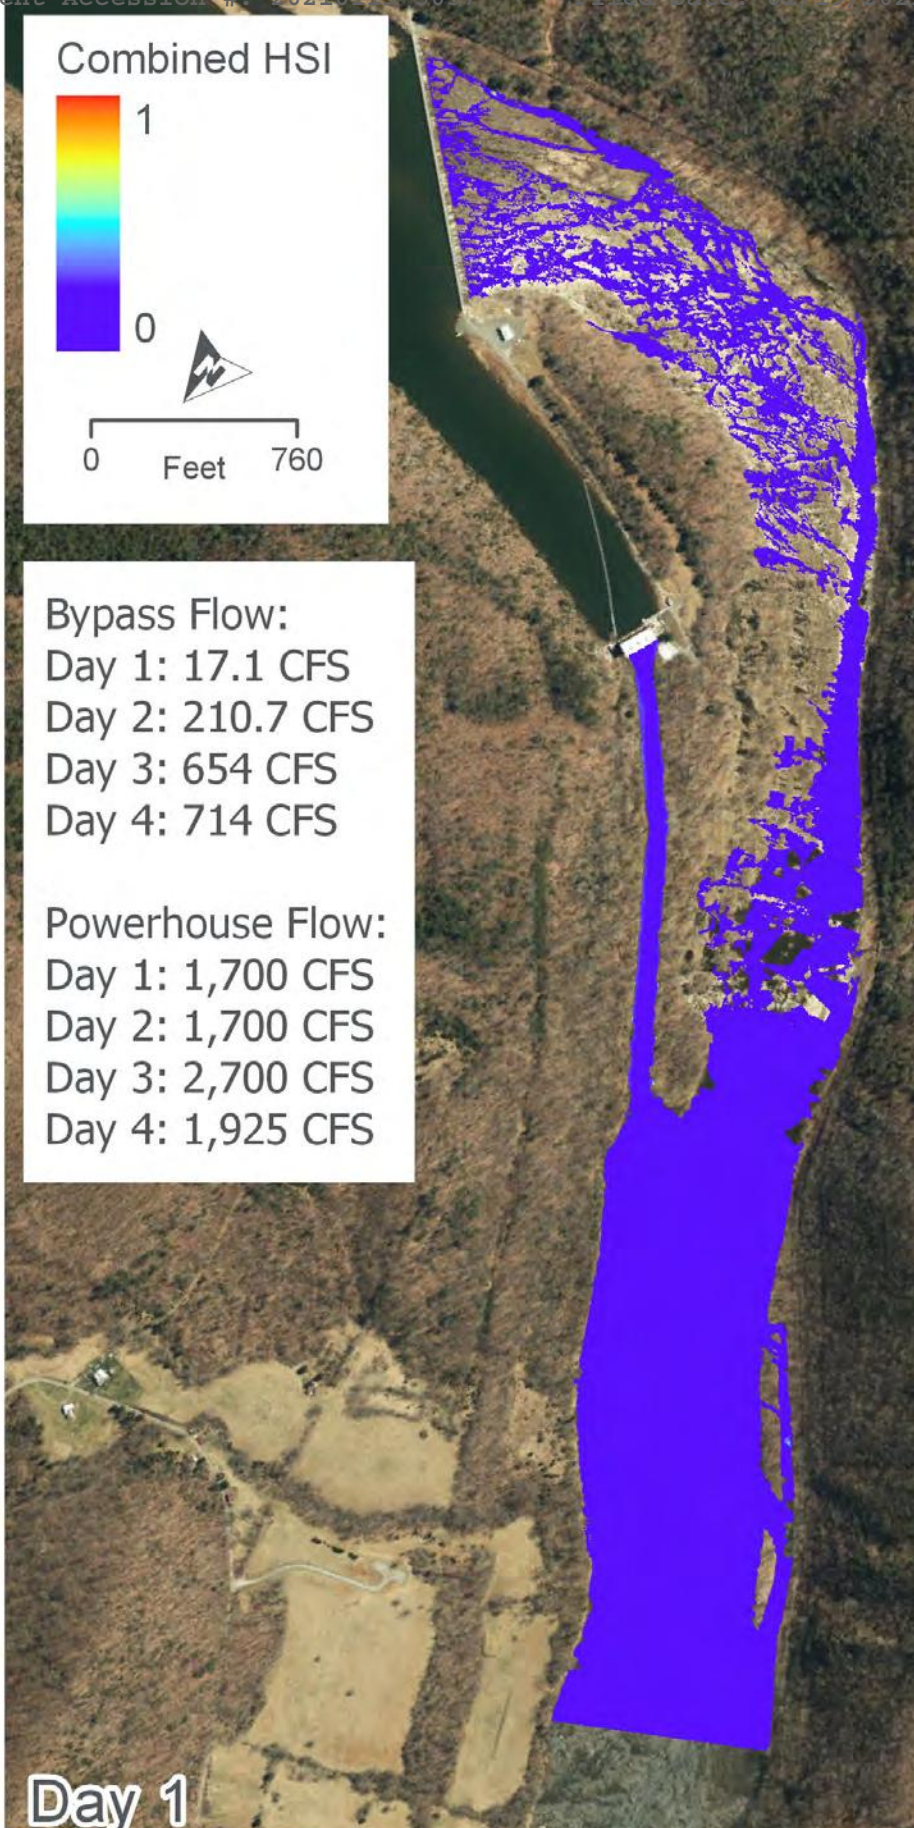 Combined HSI
1
0
N
0 Feet 760
Bypass Flow:
Day 1: 17.1 CFS
Day 2: 210.7 CFS
Day 3: 654 CFS
Day 4: 714 CFS
Powerhouse Flow:
Day 1: 1,700 CFS
Day 2: 1,700 CFS
Day 3: 2,700 CFS
Day 4: 1,925 CFS
Day 1